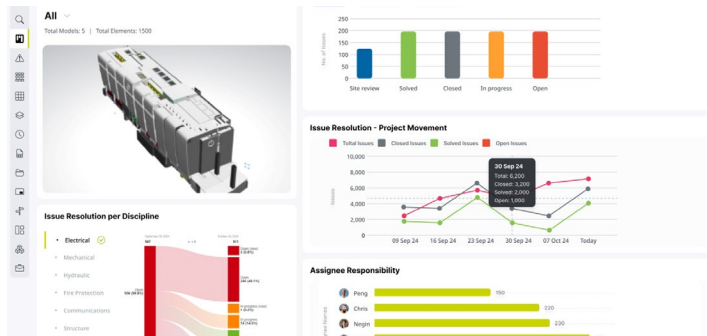 All
Total Models: 5 | Total Elements: 1500
Issue Resolution per Discipline
Electrical
Mechanical
Hydraulic
Fire Protection
Communications
Structure
250
200
150
100
50
0
No. of Issues
Site review
Solved
Closed
In progress
Open
Issue Resolution - Project Movement
Tottal Issues
Closed Issues
Solved Issues
Open Issues
10,000
8,000
6,000
4,000
2,000
0
Issues
30 Sep 24
Total: 6,200
Closed: 3,200
Solved: 2,000
Open: 1,000
09 Sep 24
16 Sep 24
23 Sep 24
30 Sep 24
07 Oct 24
Today
Assignee Responsibility
Peng
150
Chris
220
Negin
230